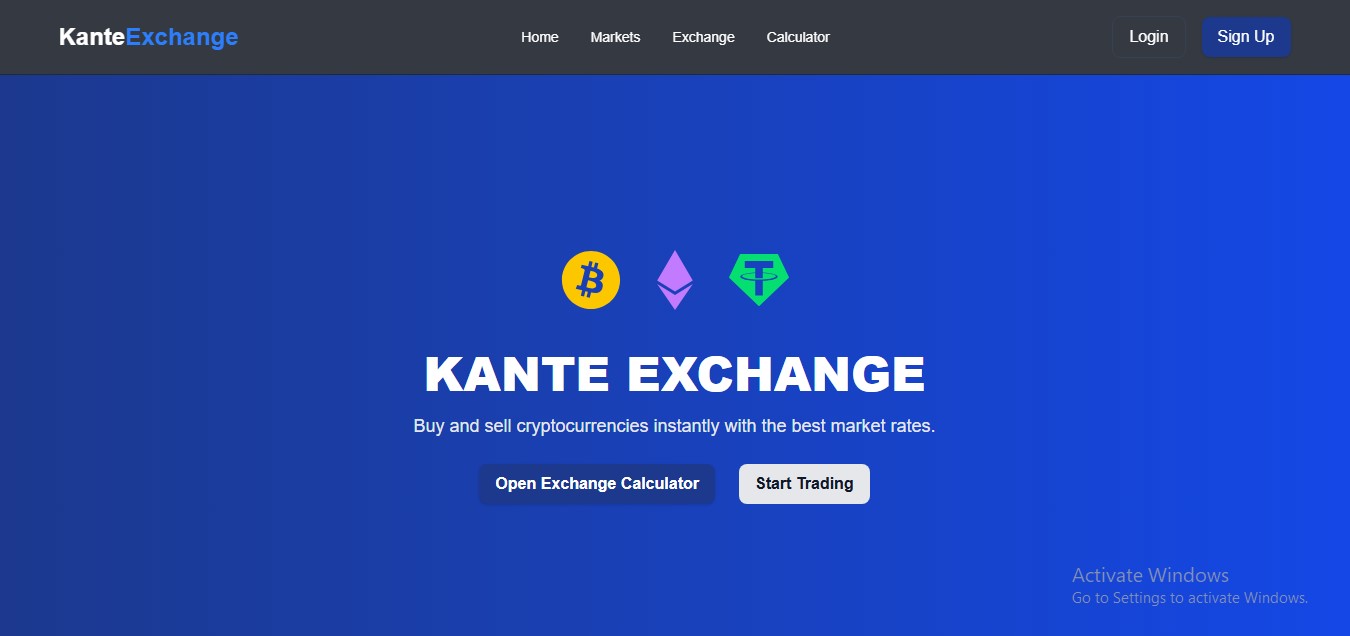 KanteExchange
Home Markets Exchange Calculator
Login Sign Up
KANTE EXCHANGE
Buy and sell cryptocurrencies instantly with the best market rates.
Open Exchange Calculator Start Trading
Activate Windows
Go to Settings to activate Windows.